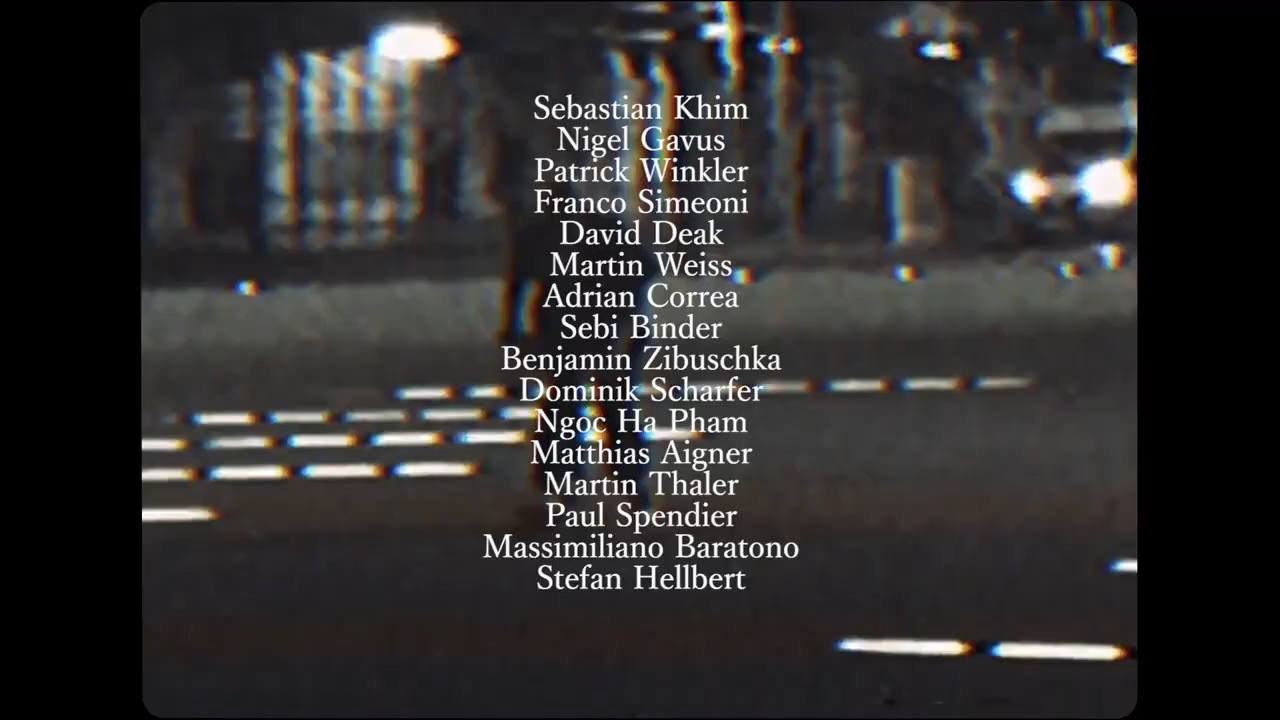 Sebastian Khim
Nigel Gavus
Patrick Winkler
Franco Simeoni
David Deak
Martin Weiss
Adrian Correa
Sebi Binder
Benjamin Zibuschka
Dominik Scharfer
Ngoc Ha Pham
Matthias Aigner
Martin Thaler
Paul Spendier
Massimiliano Baratono
Stefan Hellbert